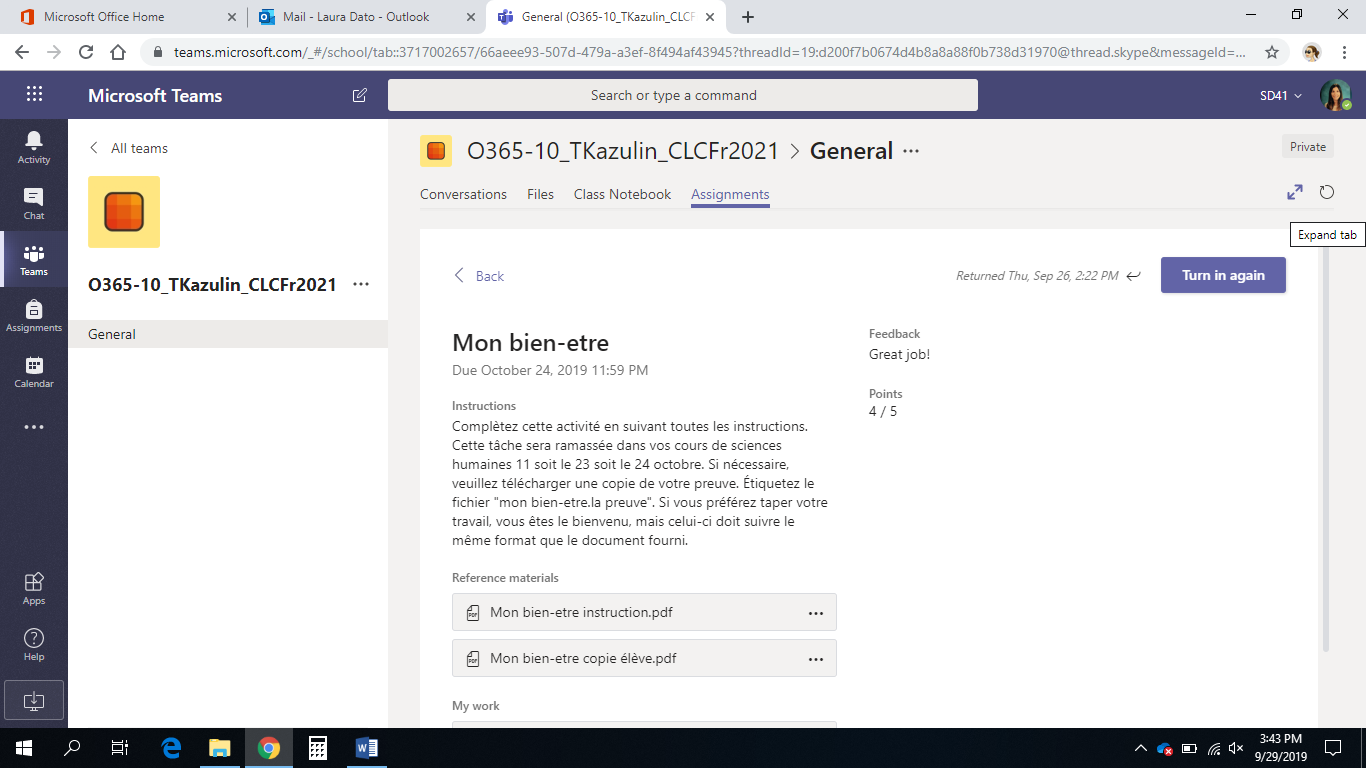 Microsoft Office Home
Mail - Laura Dato - Outlook
General (O365-10_TKazulin_CLCFr
teams.microsoft.com/_#/school/tab::3717002657/66aeee93-507d-479a-a3ef-8f494af43945?threadId=19:d200f7b0674d4b8a8a88f0b738d31970@thread.skype&messageId=...
Microsoft Teams
Search or type a command
SD41
Activity
Chat
Teams
Assignments
Calendar
Apps
Help
All teams
O365-10_TKazulin_CLCFr2021
General
O365-10_TKazulin_CLCFr2021 > General
Private
Conversations Files Class Notebook Assignments
Expand tab
Back
Returned Thu, Sep 26, 2:22 PM
Turn in again
Mon bien-etre
Due October 24, 2019 11:59 PM
Instructions
Complètez cette activité en suivant toutes les instructions.
Cette tâche sera ramassée dans vos cours de sciences
humaines 11 soit le 23 soit le 24 octobre. Si nécessaire,
veuillez télécharger une copie de votre preuve. Étiquetez le
fichier "mon bien-etre.la preuve". Si vous préférez taper votre
travail, vous êtes le bienvenu, mais celui-ci doit suivre le
même format que le document fourni.
Reference materials
PDF Mon bien-etre instruction.pdf
PDF Mon bien-etre copie élève.pdf
My work
Feedback
Great job!
Points
4 / 5
3:43 PM
9/29/2019